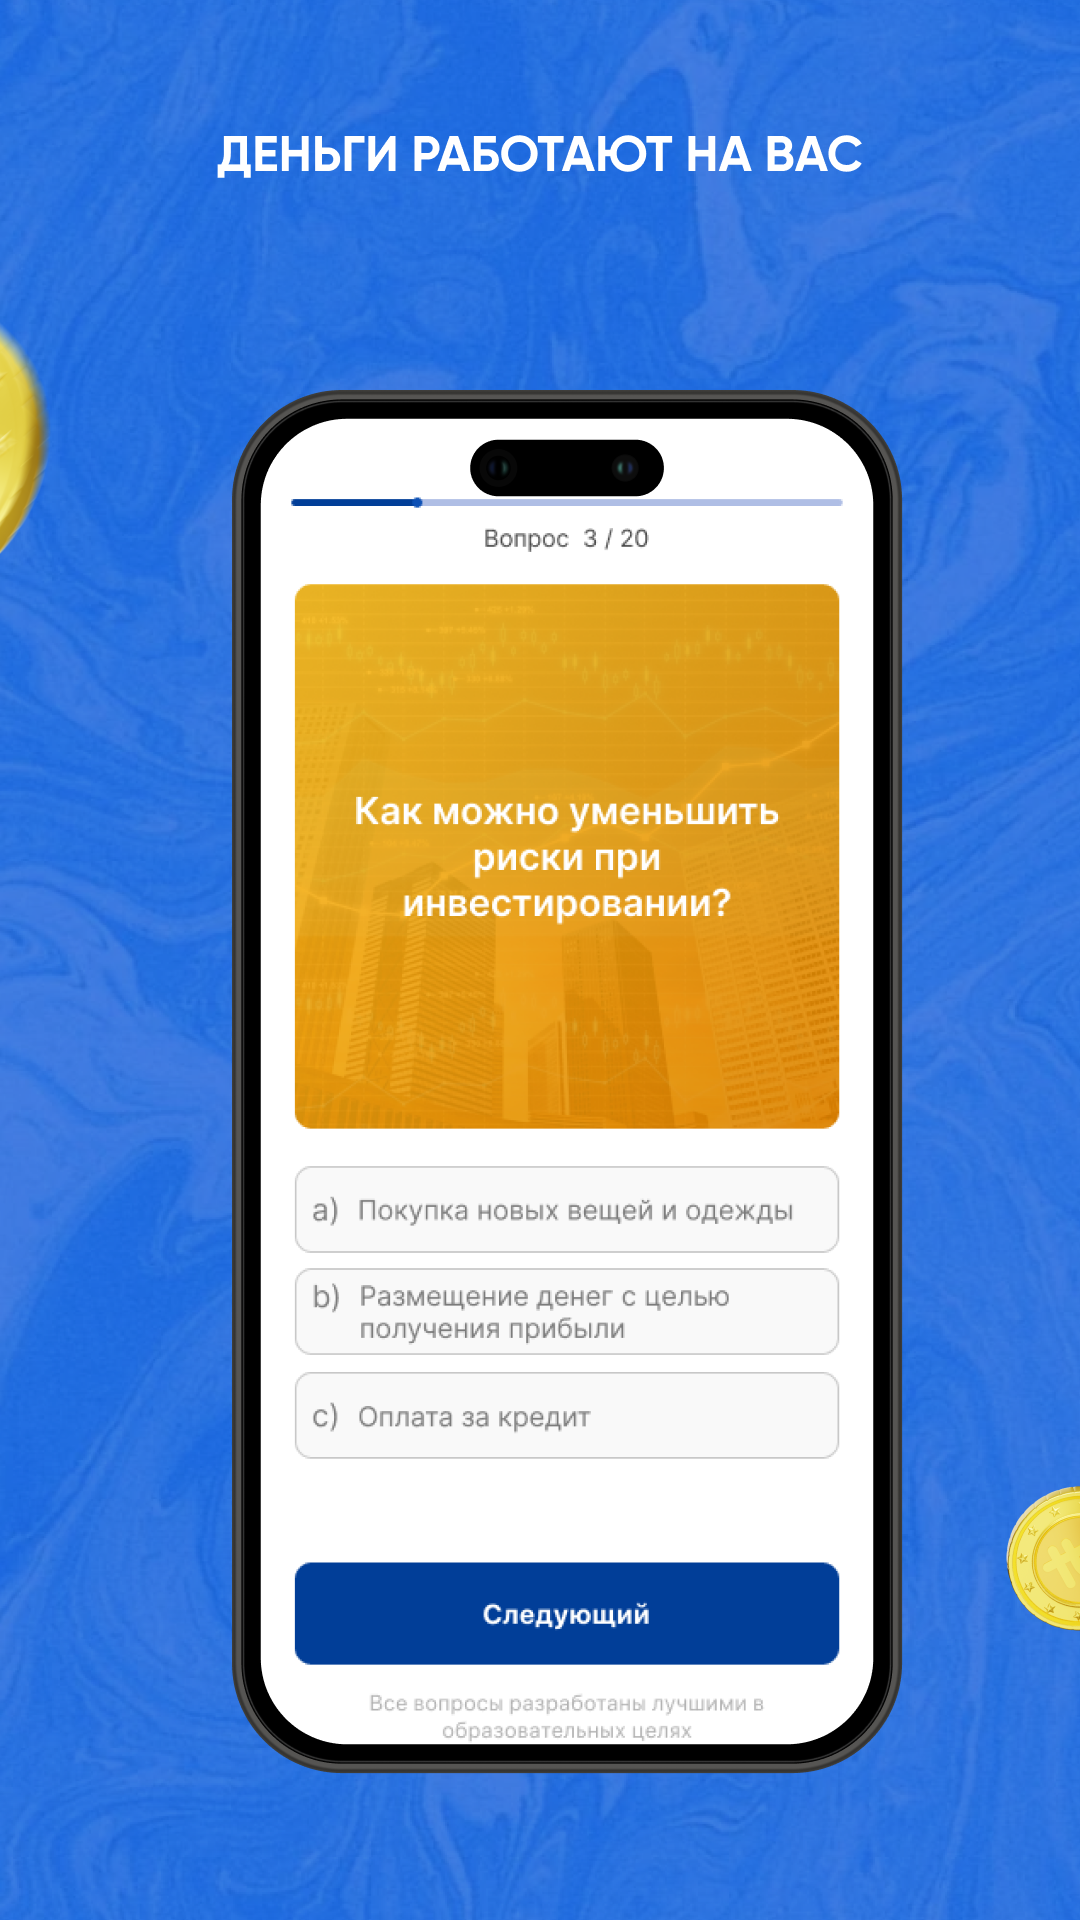 ДЕНЬГИ РАБОТАЮТ НА ВАС
Вопрос 3 / 20
Как можно уменьшить
риски при
инвестировании?
a) Покупка новых вещей и одежды
b) Размещение денег с целью
получения прибыли
c) Оплата за кредит
Следующий
Все вопросы разработаны лучшими в
образовательных целях